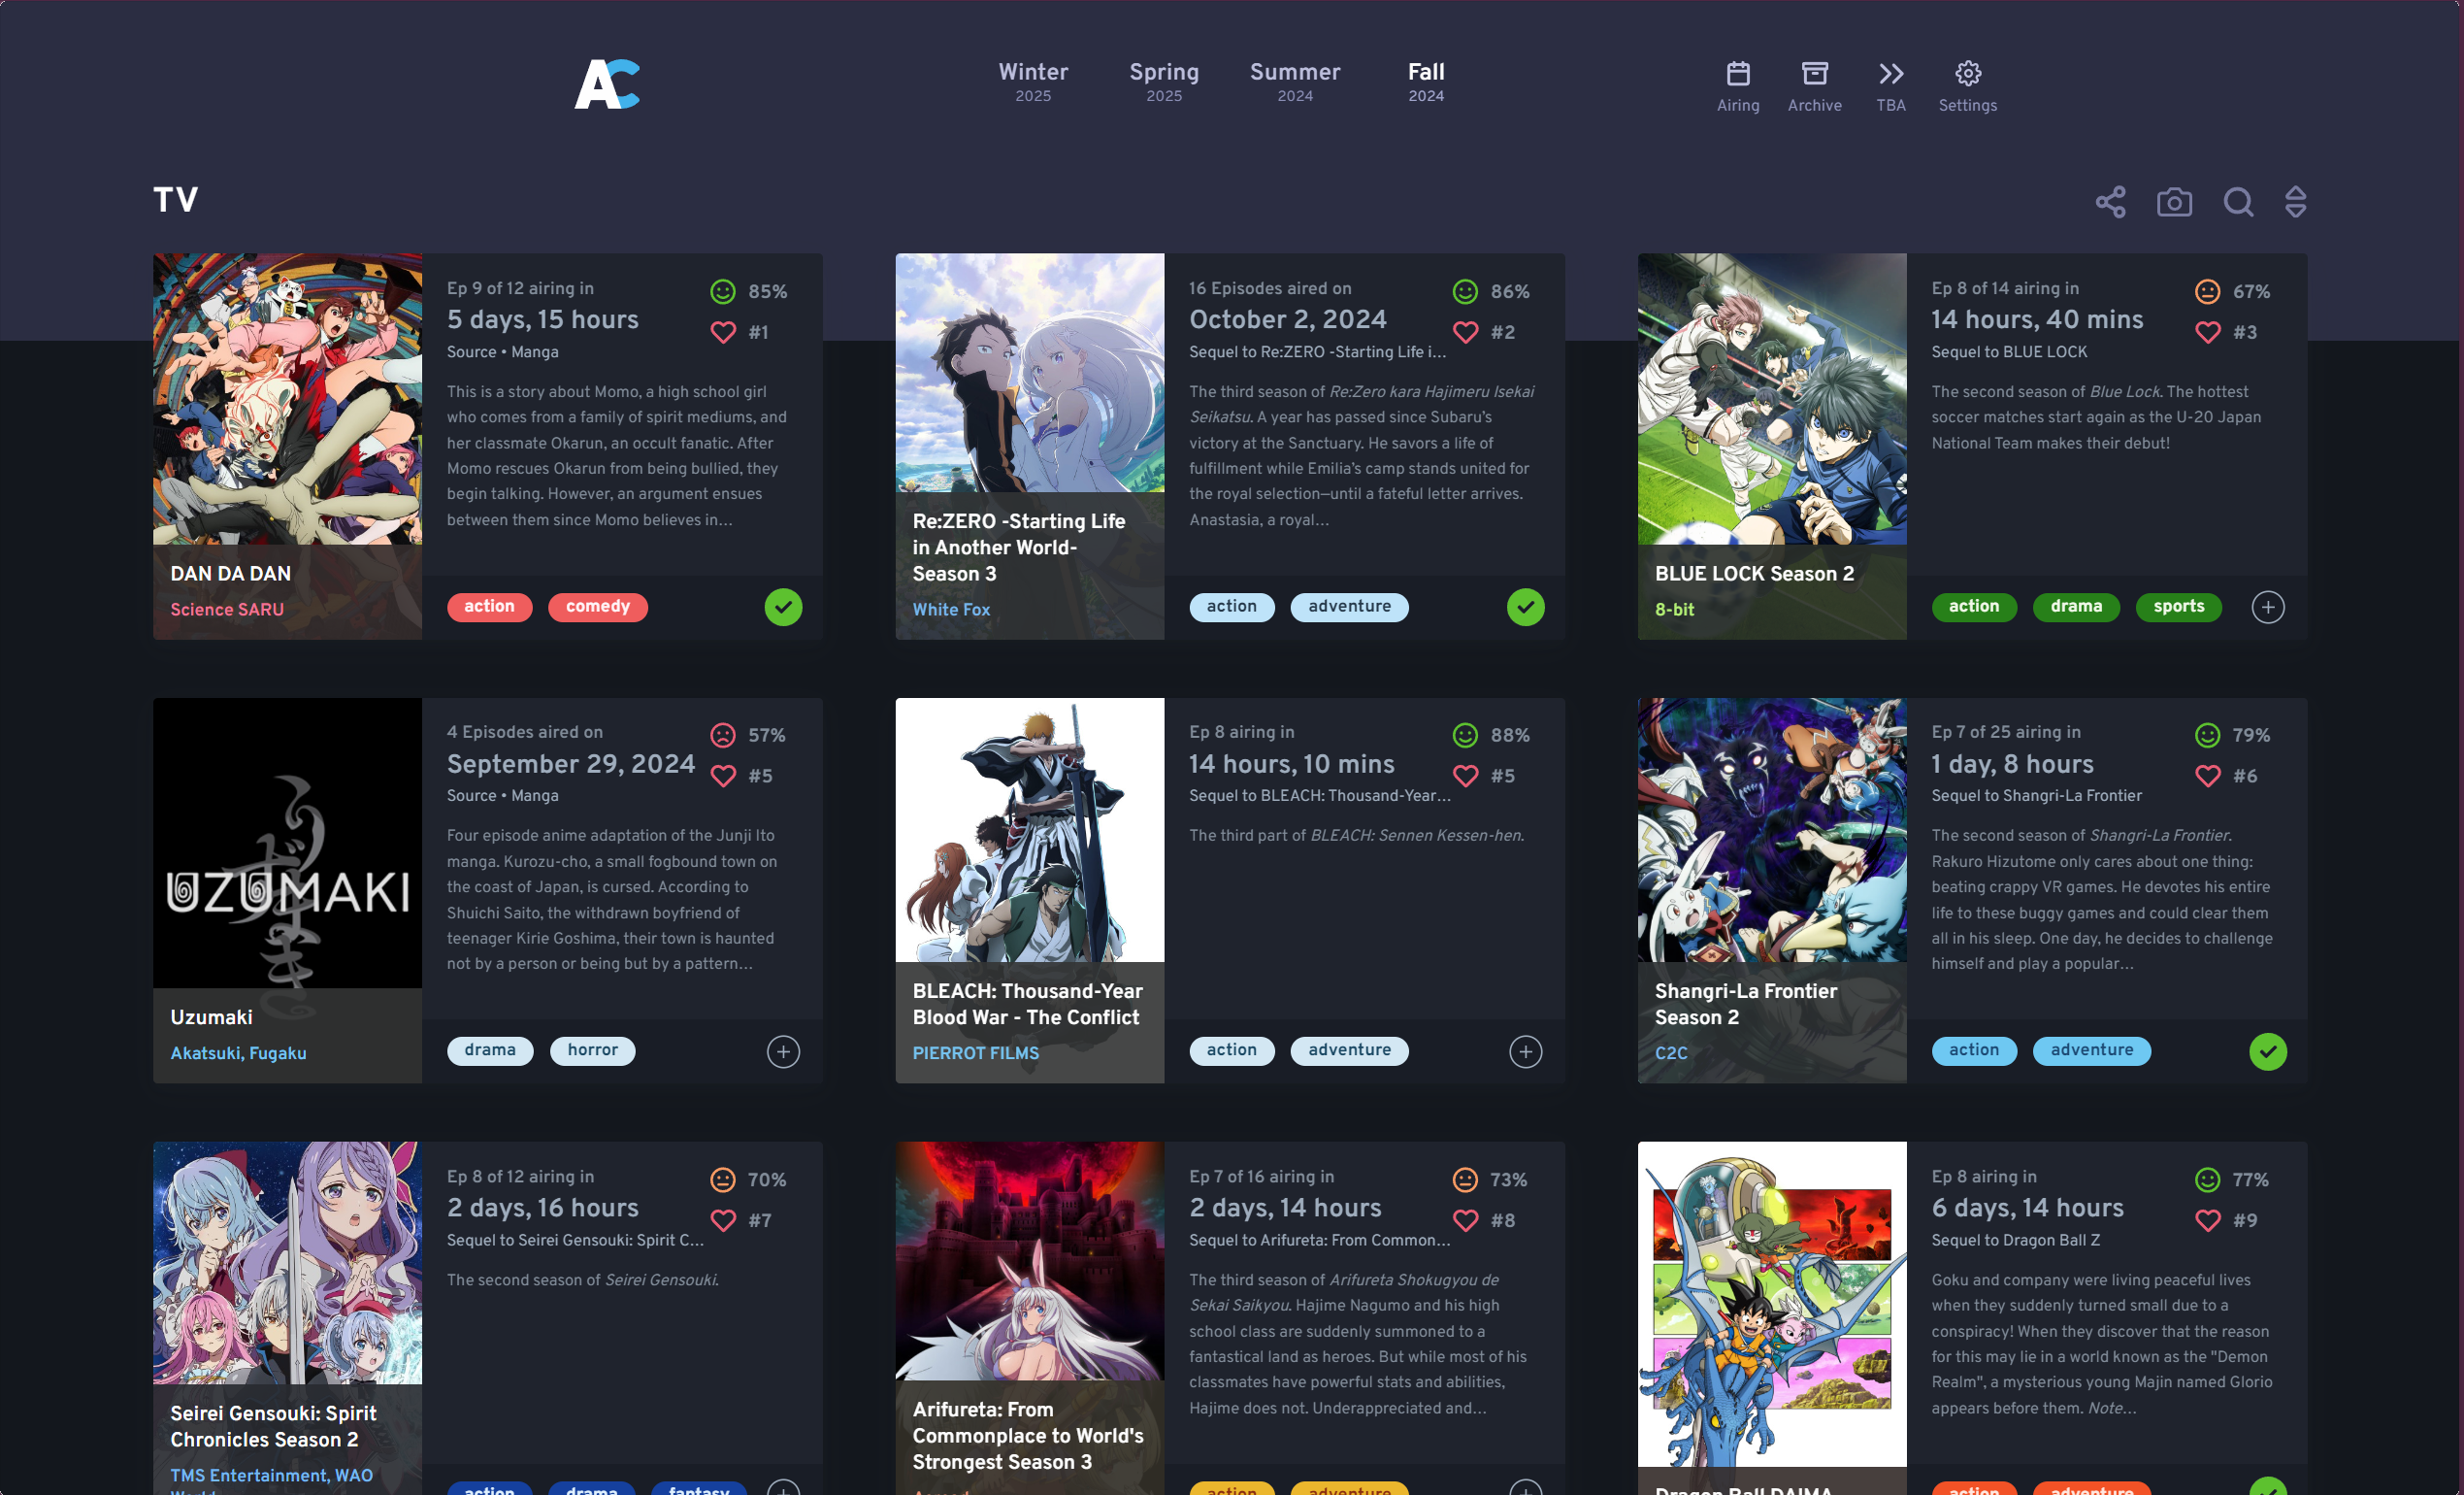 AC
Winter
2025
Spring
2025
Summer
2024
Fall
2024
Airing
Archive
TBA
Settings
TV
Ep 9 of 12 airing in
5 days, 15 hours
Source • Manga
85%
#1
This is a story about Momo, a high school girl
who comes from a family of spirit mediums, and
her classmate Okarun, an occult fanatic. After
Momo rescues Okarun from being bullied, they
begin talking. However, an argument ensues
between them since Momo believes in...
DAN DA DAN
Science SARU
action
comedy
16 Episodes aired on
October 2, 2024
Sequel to Re:ZERO -Starting Life i...
86%
#2
The third season of Re:Zero kara Hajimeru Isekai
Seikatsu. A year has passed since Subaru's
victory at the Sanctuary. He savors a life of
fulfillment while Emilia's camp stands united for
the royal selection—until a fateful letter arrives.
Anastasia, a royal...
Re:ZERO -Starting Life
in Another World-
Season 3
White Fox
action
adventure
Ep 8 of 14 airing in
14 hours, 40 mins
Sequel to BLUE LOCK
67%
#3
The second season of Blue Lock. The hottest
soccer matches start again as the U-20 Japan
National Team makes their debut!
BLUE LOCK Season 2
8-bit
action
drama
sports
UZUMAKI
うずまき
4 Episodes aired on
September 29, 2024
Source • Manga
57%
#5
Four episode anime adaptation of the Junji Ito
manga. Kurozu-cho, a small fogbound town on
the coast of Japan, is cursed. According to
Shuichi Saito, the withdrawn boyfriend of
teenager Kirie Goshima, their town is haunted
not by a person or being but by a pattern...
Uzumaki
Akatsuki, Fugaku
drama
horror
Ep 8 airing in
14 hours, 10 mins
Sequel to BLEACH: Thousand-Year...
88%
#5
The third part of BLEACH: Sennen Kessen-hen.
BLEACH: Thousand-Year
Blood War - The Conflict
PIERROT FILMS
action
adventure
Ep 7 of 25 airing in
1 day, 8 hours
Sequel to Shangri-La Frontier
79%
#6
The second season of Shangri-La Frontier.
Rakuro Hizutome only cares about one thing:
beating crappy VR games. He devotes his entire
life to these buggy games and could clear them
all in his sleep. One day, he decides to challenge
himself and play a popular...
Shangri-La Frontier
Season 2
C2C
action
adventure
Ep 8 of 12 airing in
2 days, 16 hours
Sequel to Seirei Gensouki: Spirit C...
70%
#7
The second season of Seirei Gensouki.
Seirei Gensouki: Spirit
Chronicles Season 2
TMS Entertainment, WAO
World
action
drama
fantasy
Ep 7 of 16 airing in
2 days, 14 hours
Sequel to Arifureta: From Common...
73%
#8
The third season of Arifureta Shokugyou de
Sekai Saikyou. Hajime Nagumo and his high
school class are suddenly summoned to a
fantastical land as heroes. But while most of his
classmates have powerful stats and abilities,
Hajime does not. Underappreciated and...
Arifureta: From
Commonplace to World's
Strongest Season 3
action
adventure
Ep 8 airing in
6 days, 14 hours
Sequel to Dragon Ball Z
77%
#9
Goku and company were living peaceful lives
when they suddenly turned small due to a
conspiracy! When they discover that the reason
for this may lie in a world known as the "Demon
Realm", a mysterious young Majin named Glorio
appears before them. Note...
Dragon Ball DAIMA
action
adventure